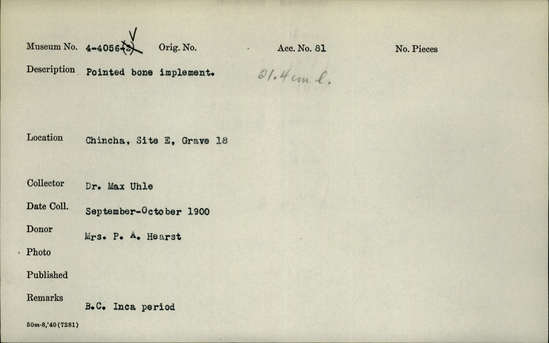 Museum No. 4-4056 Orig. No. Acc. No. 81 No. Pieces
Description Pointed bone implement. 21.4 cm l.
Location Chincha, Site E, Grave 18
Collector Dr. Max Uhle
Date Coll. September-October 1900
Donor Mrs. P. A. Hearst
Photo
Published
Remarks B.C. Inca period
50m-8,'40(7281)